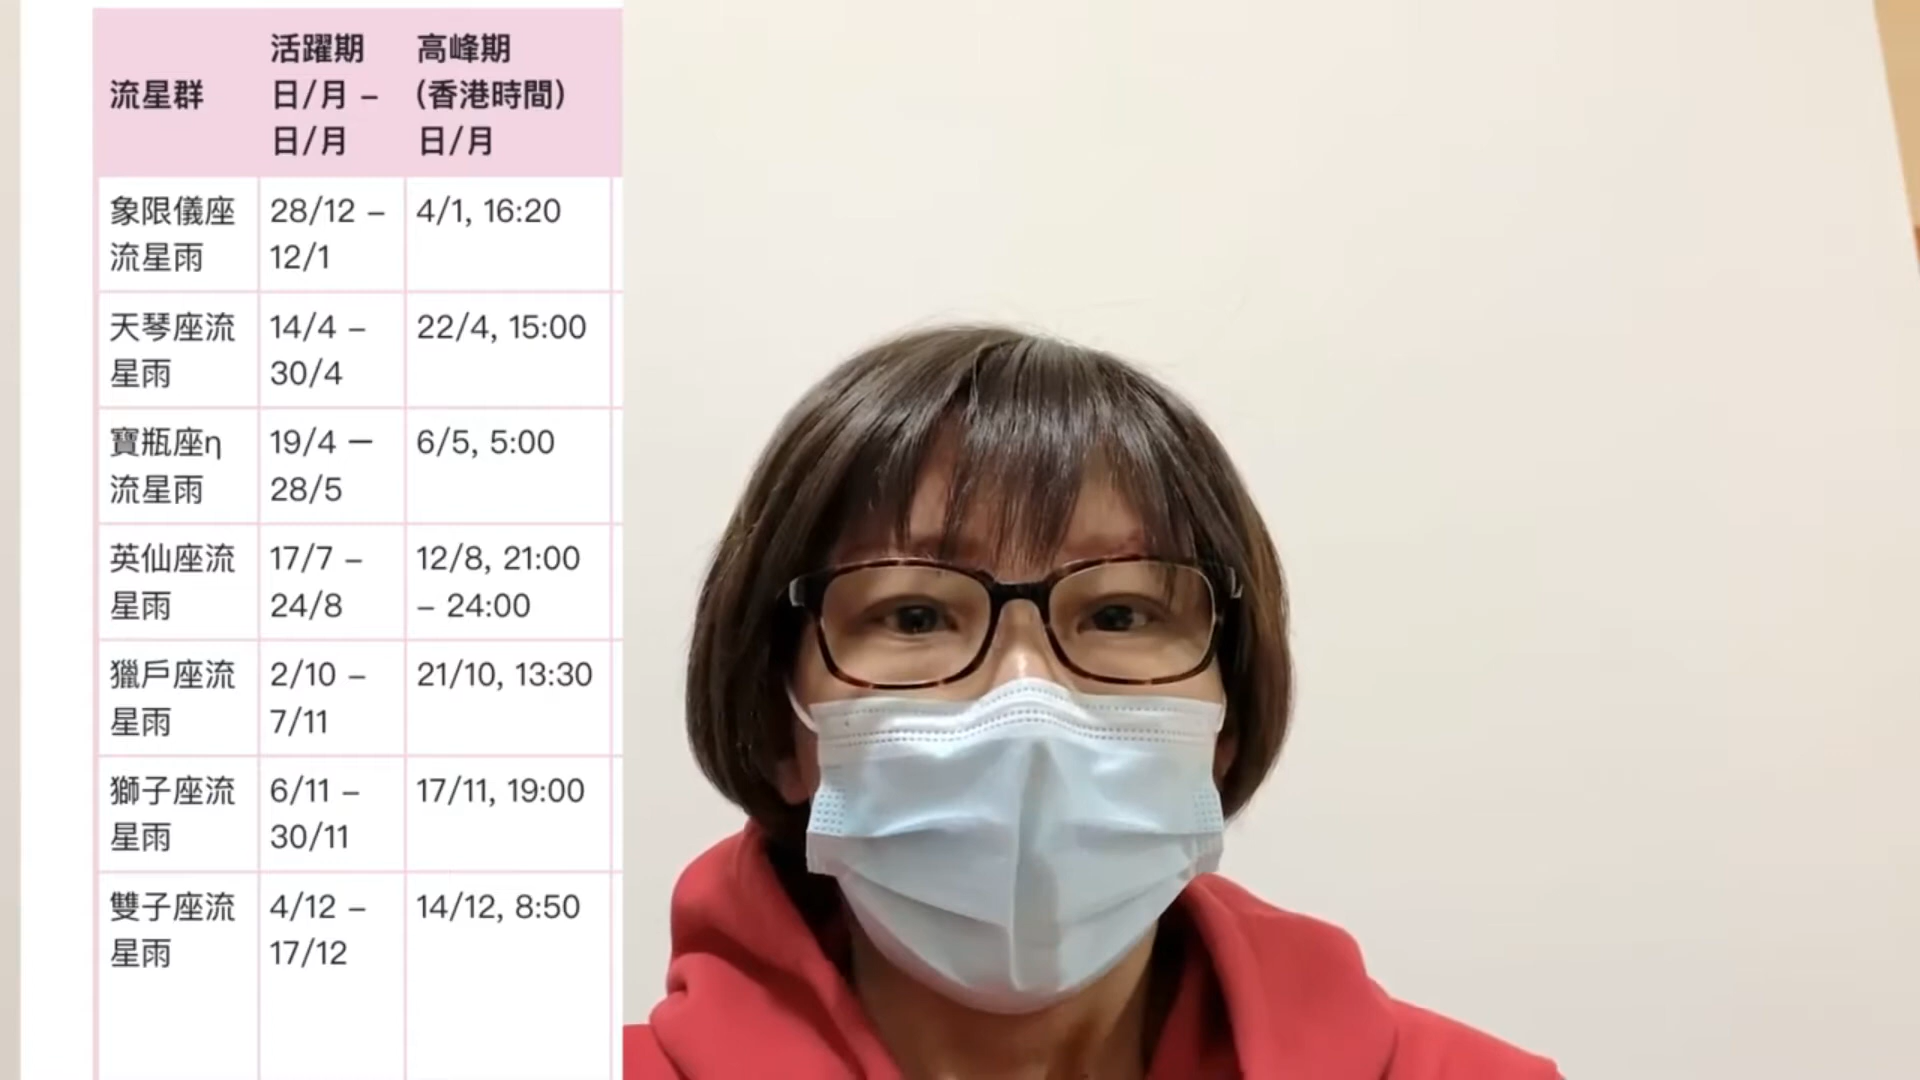 流星群
活躍期
日/月 –
日/月
高峰期
(香港時間)
日/月
象限儀座
流星雨
28/12 –
12/1
4/1, 16:20
天琴座流
星雨
14/4 –
30/4
22/4, 15:00
寶瓶座η
流星雨
19/4 —
28/5
6/5, 5:00
英仙座流
星雨
17/7 –
24/8
12/8, 21:00
– 24:00
獵戶座流
星雨
2/10 –
7/11
21/10, 13:30
獅子座流
星雨
6/11 –
30/11
17/11, 19:00
雙子座流
星雨
4/12 –
17/12
14/12, 8:50